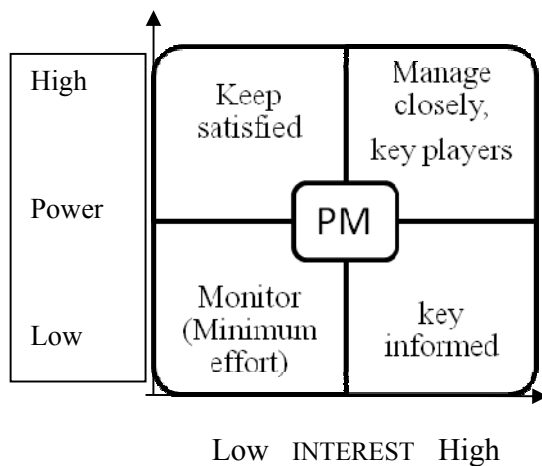 High
Keep
satisfied
Manage
closely,
key players
Power
PM
Low
Monitor
(Minimum
effort)
key
informed
Low INTEREST High